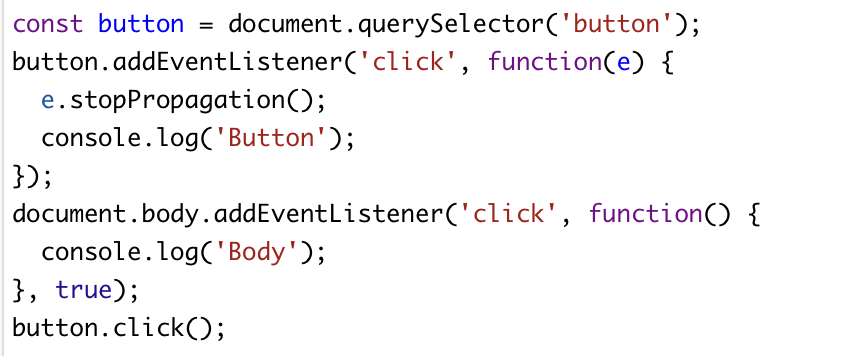 const button = document.querySelector('button');
button.addEventListener('click', function(e) {
  e.stopPropagation();
  console.log('Button');
});
document.body.addEventListener('click', function() {
  console.log('Body');
}, true);
button.click();